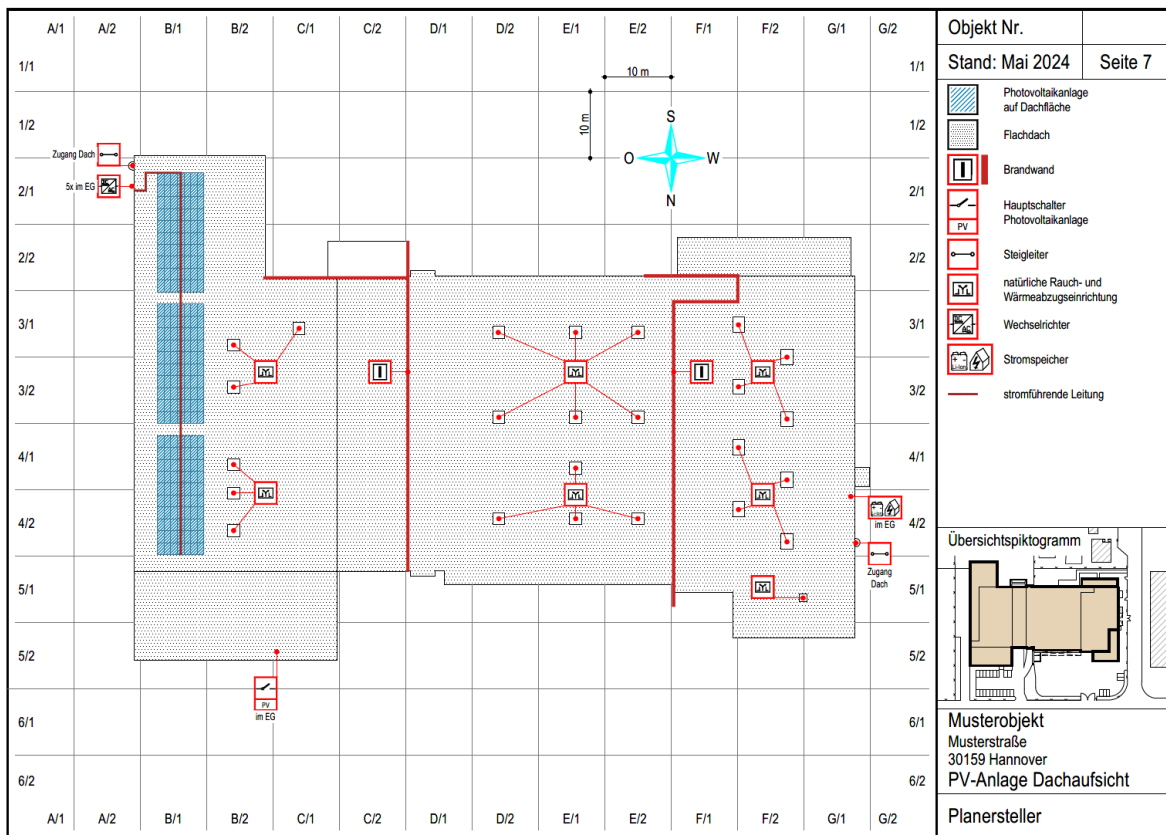 A/1 A/2 B/1 B/2 C/1 C/2 D/1 D/2 E/1 E/2 F/1 F/2 G/1 G/2
1/1 1/1
10 m
10 m
1/2 1/2
S
O W
N
Zugang Dach
5x im EG
DC
AC
2/1 2/1
2/2 2/2
3/1 3/1
3/2 3/2
4/1 4/1
4/2 4/2
im EG
Zugang
Dach
5/1 5/1
5/2 5/2
PV
im EG
6/1 6/1
6/2 6/2
A/1 A/2 B/1 B/2 C/1 C/2 D/1 D/2 E/1 E/2 F/1 F/2 G/1 G/2
Objekt Nr.
Stand: Mai 2024 Seite 7
Photovoltaikanlage
auf Dachfläche
Flachdach
Brandwand
Hauptschalter
Photovoltaikanlage
PV
Steigleiter
natürliche Rauch- und
Wärmeabzugseinrichtung
DC
AC
Wechselrichter
Li-Ion
Stromspeicher
stromführende Leitung
Übersichtspiktogramm
Musterobjekt
Musterstraße
30159 Hannover
PV-Anlage Dachaufsicht
Planersteller